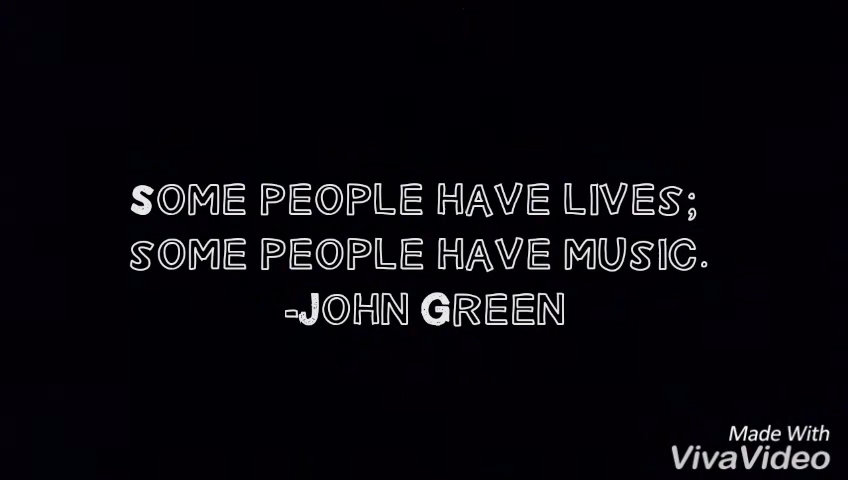 Some people have lives;
some people have music.
-John Green
Made With
VivaVideo